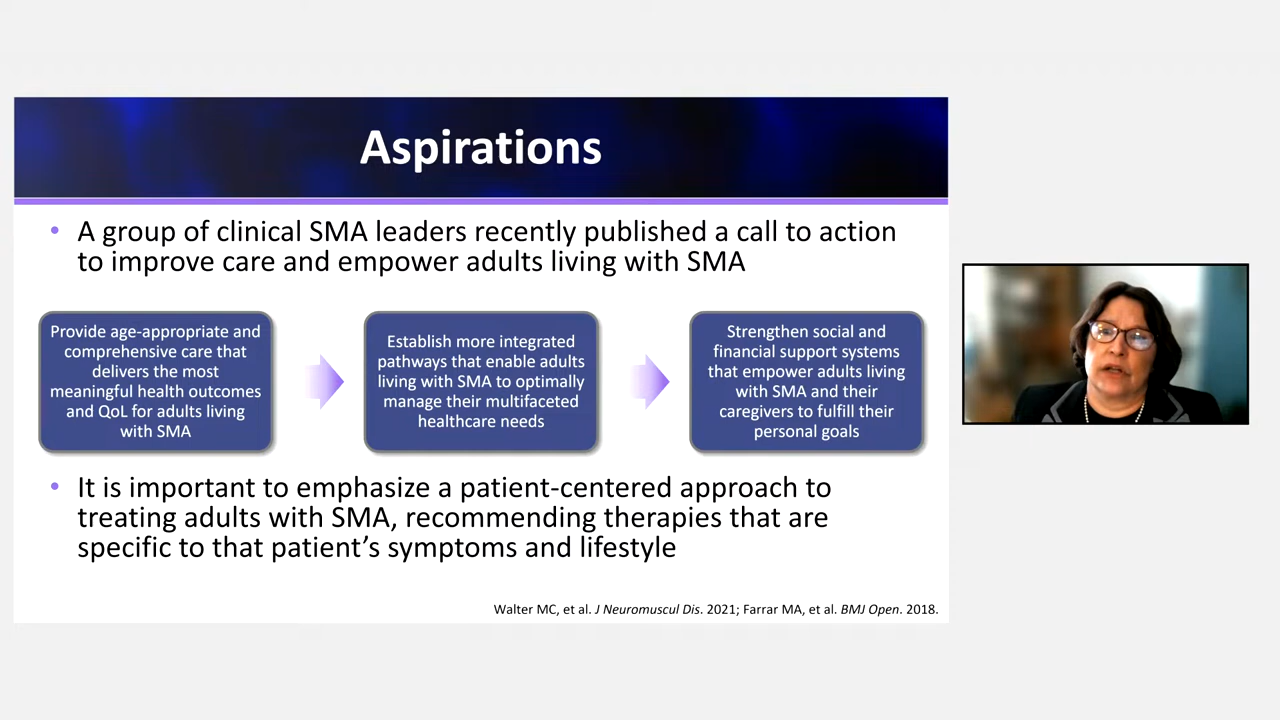 Aspirations
• A group of clinical SMA leaders recently published a call to action
to improve care and empower adults living with SMA
Provide age-appropriate and
comprehensive care that
delivers the most
meaningful health outcomes
and QoL for adults living
with SMA
Establish more integrated
pathways that enable adults
living with SMA to optimally
manage their multifaceted
healthcare needs
Strengthen social and
financial support systems
that empower adults living
with SMA and their
caregivers to fulfill their
personal goals
• It is important to emphasize a patient-centered approach to
treating adults with SMA, recommending therapies that are
specific to that patient’s symptoms and lifestyle
Walter MC, et al. J Neuromuscul Dis. 2021; Farrar MA, et al. BMJ Open. 2018.